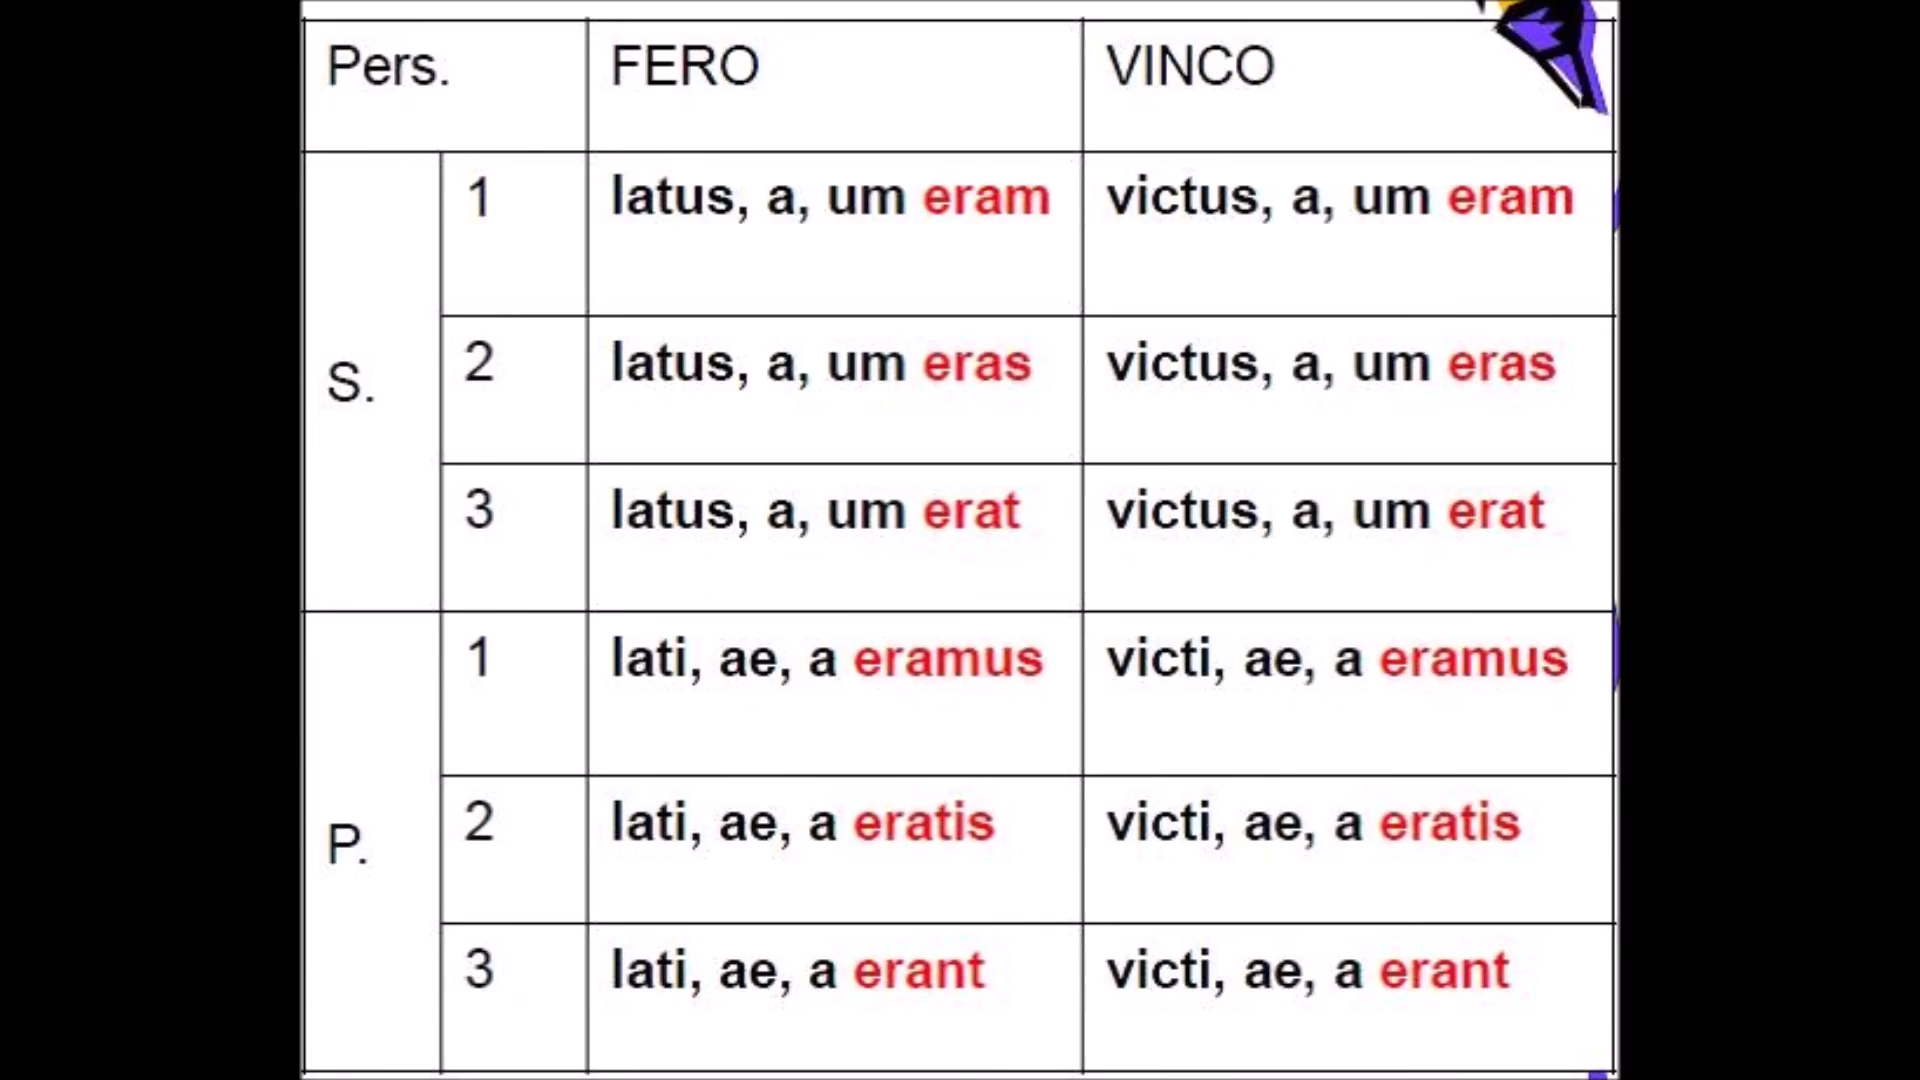 Pers. FERO VINCO
S.
1 latus, a, um eram victus, a, um eram
2 latus, a, um eras victus, a, um eras
3 latus, a, um erat victus, a, um erat
P.
1 lati, ae, a eramus victi, ae, a eramus
2 lati, ae, a eratis victi, ae, a eratis
3 lati, ae, a erant victi, ae, a erant